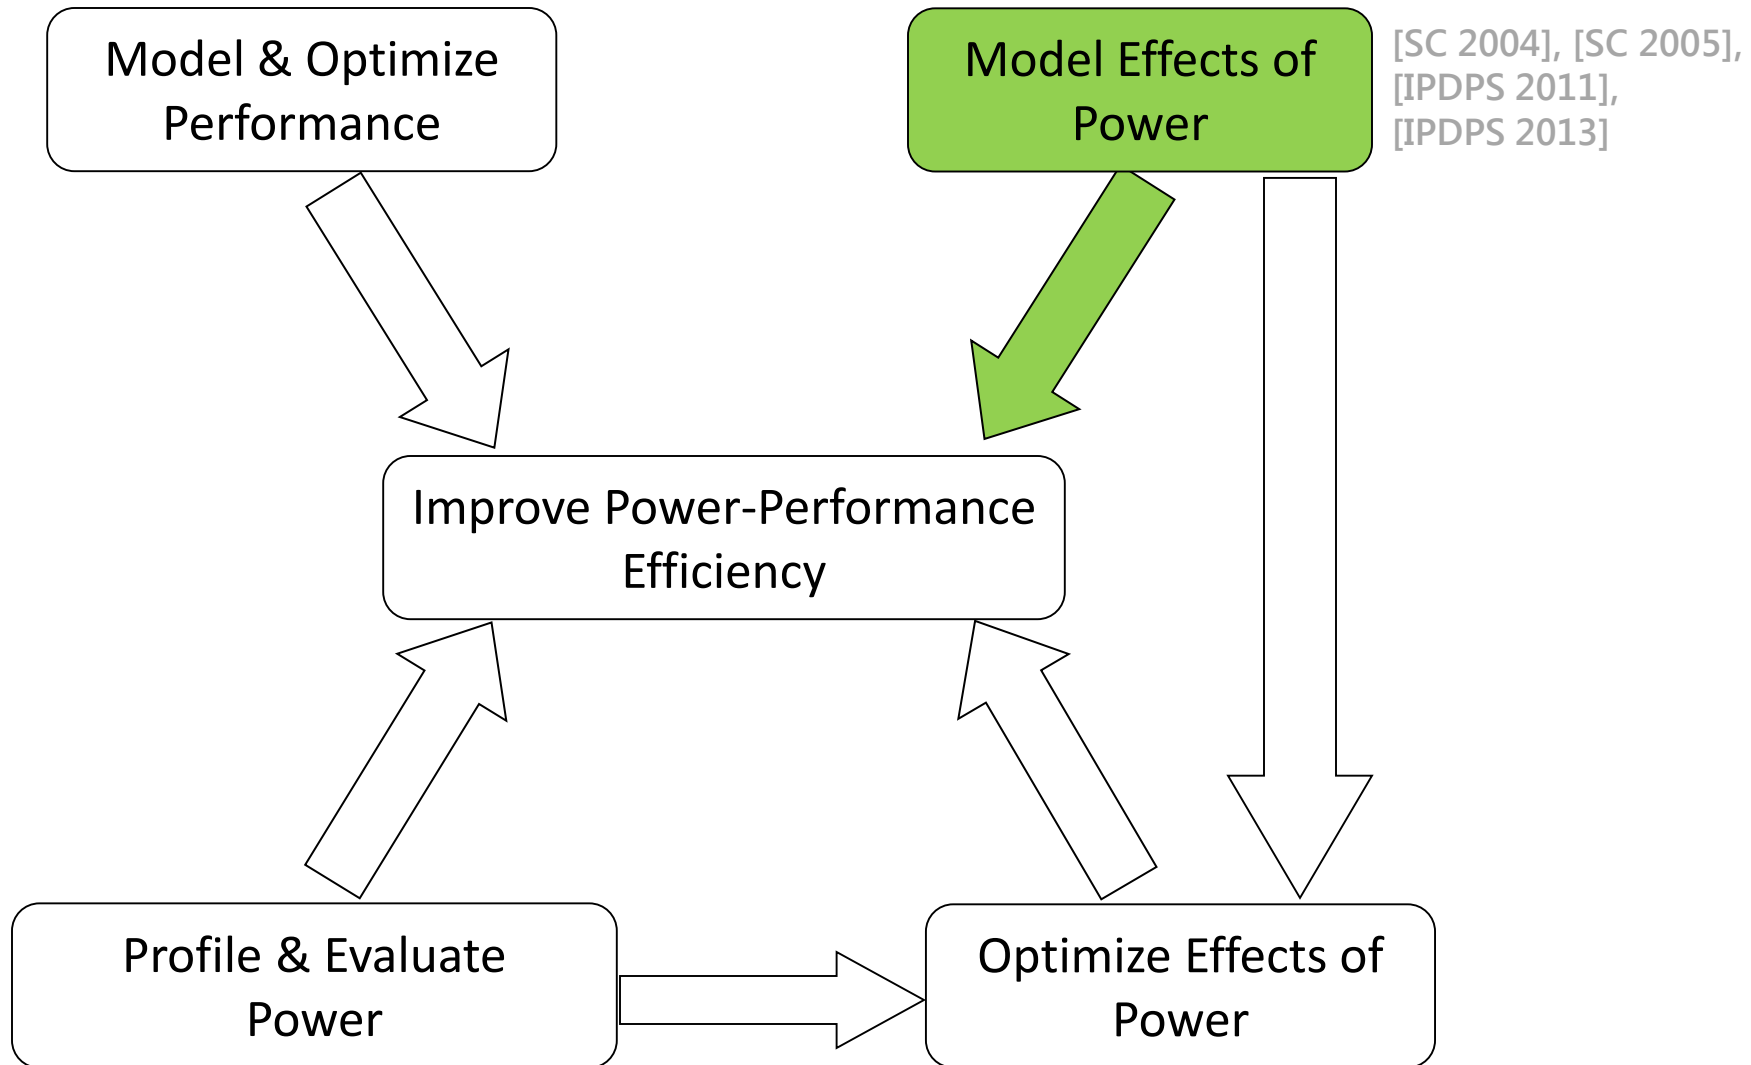 Model & Optimize
Performance
Model Effects of
Power
[SC 2004], [SC 2005],
[IPDPS 2011],
[IPDPS 2013]
Improve Power-Performance
Efficiency
Profile & Evaluate
Power
Optimize Effects of
Power